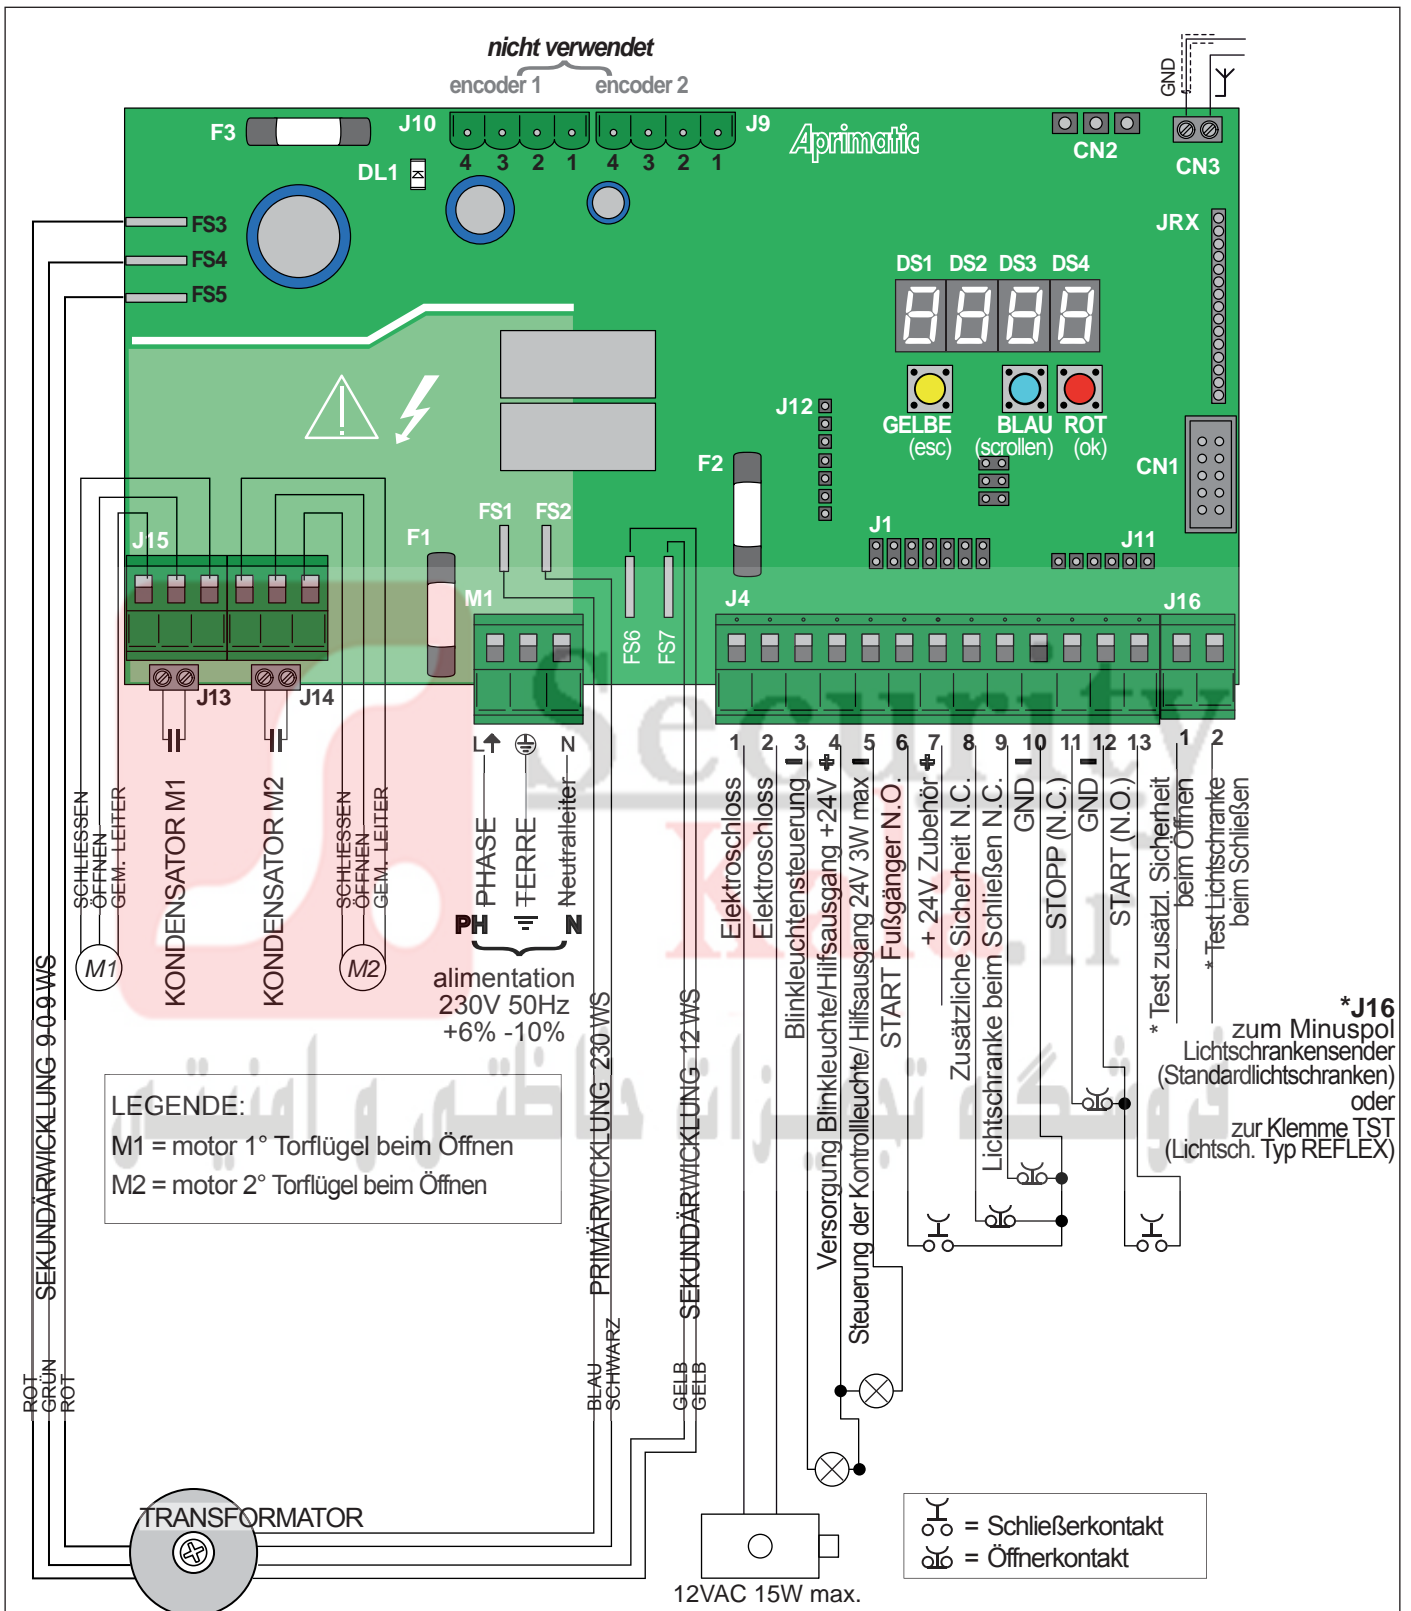 nicht verwendet
encoder 1
encoder 2
GND
F3
J10
J9
Aprimatic
CN2
CN3
4 3 2 1
4 3 2 1
DL1
JRX
FS3
FS4
FS5
DS1 DS2 DS3 DS4
J12
GELBE
(esc)
BLAU
(scrollen)
ROT
(ok)
CN1
F2
FS1
FS2
F1
J1
J11
J15
M1
FS6
FS7
J4
J16
J13
J14
Security
Kala.ir
فروشگاه تجهیزات حفاظتی و امنیتی
L
N
1 2 3 4 5 6 7 8 9 10 11 12 13
1 2
SCHLIESSEN
ÖFFNEN
GEM. LEITER
KONDENSATOR M1
KONDENSATOR M2
SCHLIESSEN
ÖFFNEN
GEM. LEITER
PHASE
TERRE
Neutralleiter
PH
N
M1
M2
alimentation
230V 50Hz
+6% -10%
Elektroschloss
Elektroschloss
Blinkleuchtensteuerung
Versorgung Blinkleuchte/Hilfsausgang +24V
Steuerung der Kontrollleuchte/ Hilfsausgang 24V 3W max
START Fußgänger N.O.
+ 24V Zubehör
Zusätzliche Sicherheit N.C.
Lichtschranke beim Schließen N.C.
GND
STOPP (N.C.)
GND
START (N.O.)
* Test zusätzl. Sicherheit
beim Öffnen
* Test Lichtschranke
beim Schließen
*J16
zum Minuspol
Lichtschrankensender
(Standardlichtschranken)
oder
zur Klemme TST
(Lichtsch. Typ REFLEX)
SEKUNDÄRWICKLUNG 9-0-9 WS
PRIMÄRWICKLUNG 230 WS
SEKUNDÄRWICKLUNG 12 WS
LEGENDE:
M1 = motor 1° Torflügel beim Öffnen
M2 = motor 2° Torflügel beim Öffnen
ROT
GRÜN
ROT
BLAU
SCHWARZ
GELB
GELB
TRANSFORMATOR
12VAC 15W max.
= Schließerkontakt
= Öffnerkontakt